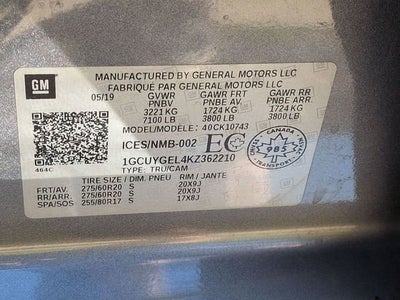 GM
MANUFACTURED BY GENERAL MOTORS LLC
FABRIQUÉ PAR GENERAL MOTORS LLC
05/19 GVWR GAWR FRT GAWR RR
PNBV PNBE AV. PNBE ARR.
3221 KG 1724 KG 1724 KG
7100 LB 3800 LB 3800 LB
MODEL/MODÈLE: 40CK10743
ICES/NMB-002 EC
CANADA
985
TRANSPORT
1GCUYGEL4KZ362210
464C TYPE: TRU/CAM
TIRE SIZE / DIM. PNEU RIM / JANTE
FRT/AV. 275/60R20 S 20X9J
RR/ARR. 275/60R20 S 20X9J
SPA/SOS 255/80R17 S 17X8J